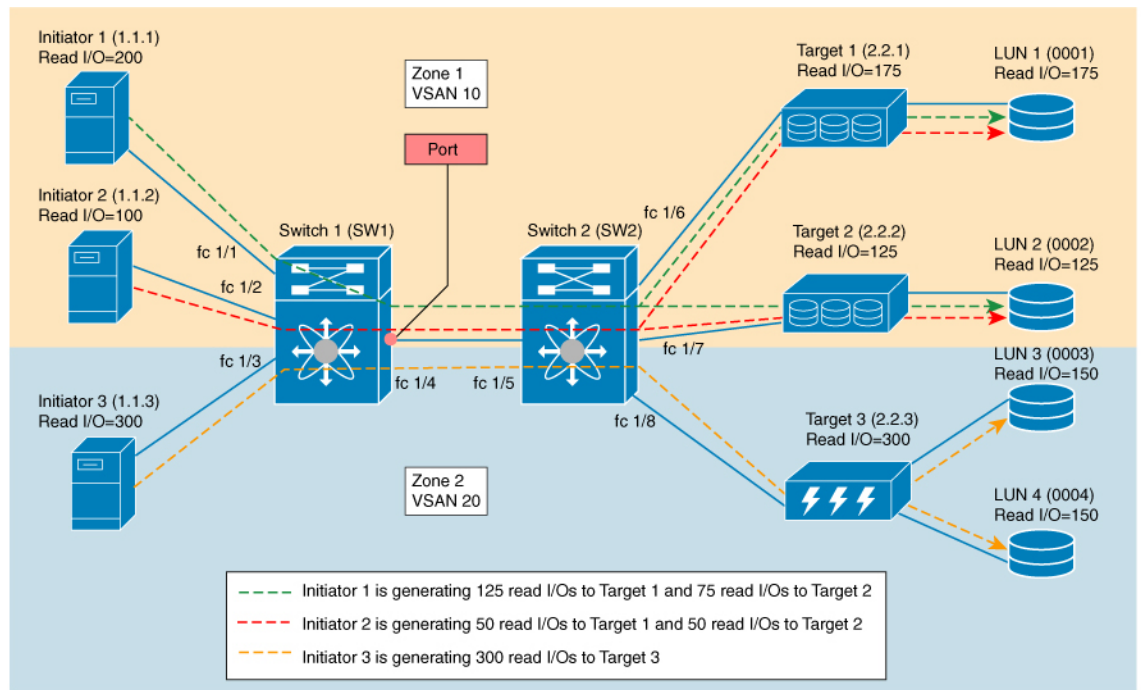 Initiator 1 (1.1.1)
Read I/O=200
Zone 1
VSAN 10
Port
Target 1 (2.2.1)
Read I/O=175
LUN 1 (0001)
Read I/O=175
Initiator 2 (1.1.2)
Read I/O=100
Switch 1 (SW1)
Switch 2 (SW2)
fc 1/6
Target 2 (2.2.2)
Read I/O=125
LUN 2 (0002)
Read I/O=125
fc 1/1
fc 1/2
fc 1/3
fc 1/4
fc 1/5
fc 1/7
fc 1/8
LUN 3 (0003)
Read I/O=150
Initiator 3 (1.1.3)
Read I/O=300
Target 3 (2.2.3)
Read I/O=300
Zone 2
VSAN 20
LUN 4 (0004)
Read I/O=150
Initiator 1 is generating 125 read I/Os to Target 1 and 75 read I/Os to Target 2
Initiator 2 is generating 50 read I/Os to Target 1 and 50 read I/Os to Target 2
Initiator 3 is generating 300 read I/Os to Target 3